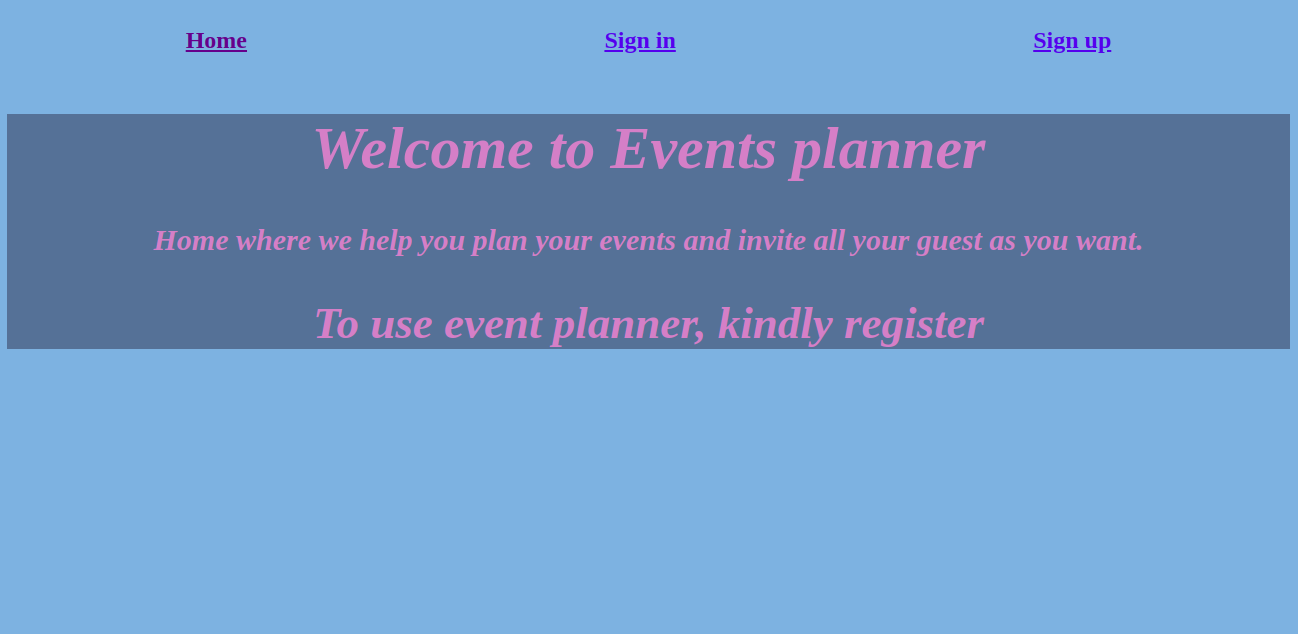 Home Sign in Sign up
Welcome to Events planner
Home where we help you plan your events and invite all your guest as you want.
To use event planner, kindly register